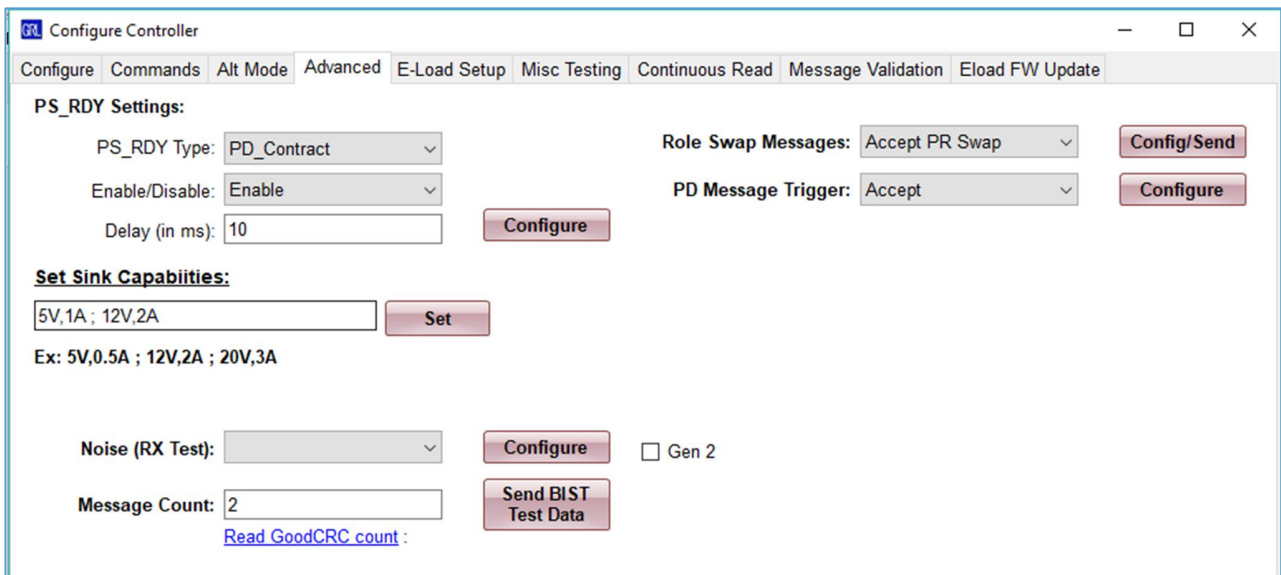 GRL Configure Controller
Configure Commands Alt Mode Advanced E-Load Setup Misc Testing Continuous Read Message Validation Eload FW Update
PS_RDY Settings:
PS_RDY Type: PD_Contract
Role Swap Messages: Accept PR Swap Config/Send
Enable/Disable: Enable
PD Message Trigger: Accept Configure
Delay (in ms): 10 Configure
Set Sink Capabiities:
5V,1A ; 12V,2A Set
Ex: 5V,0.5A ; 12V,2A ; 20V,3A
Noise (RX Test): Configure Gen 2
Message Count: 2
Send BIST
Test Data
Read GoodCRC count :